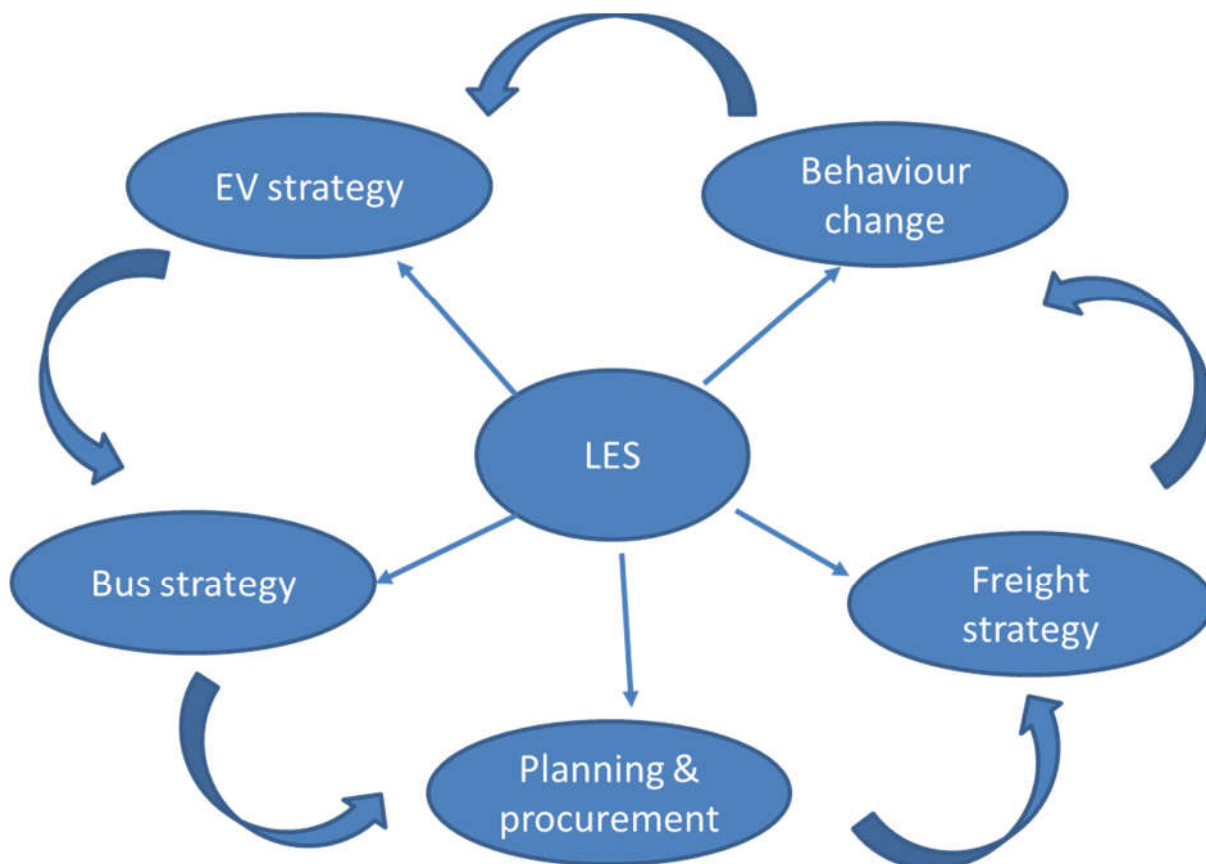 EV strategy
Behaviour
change
LES
Bus strategy
Freight
strategy
Planning &
procurement